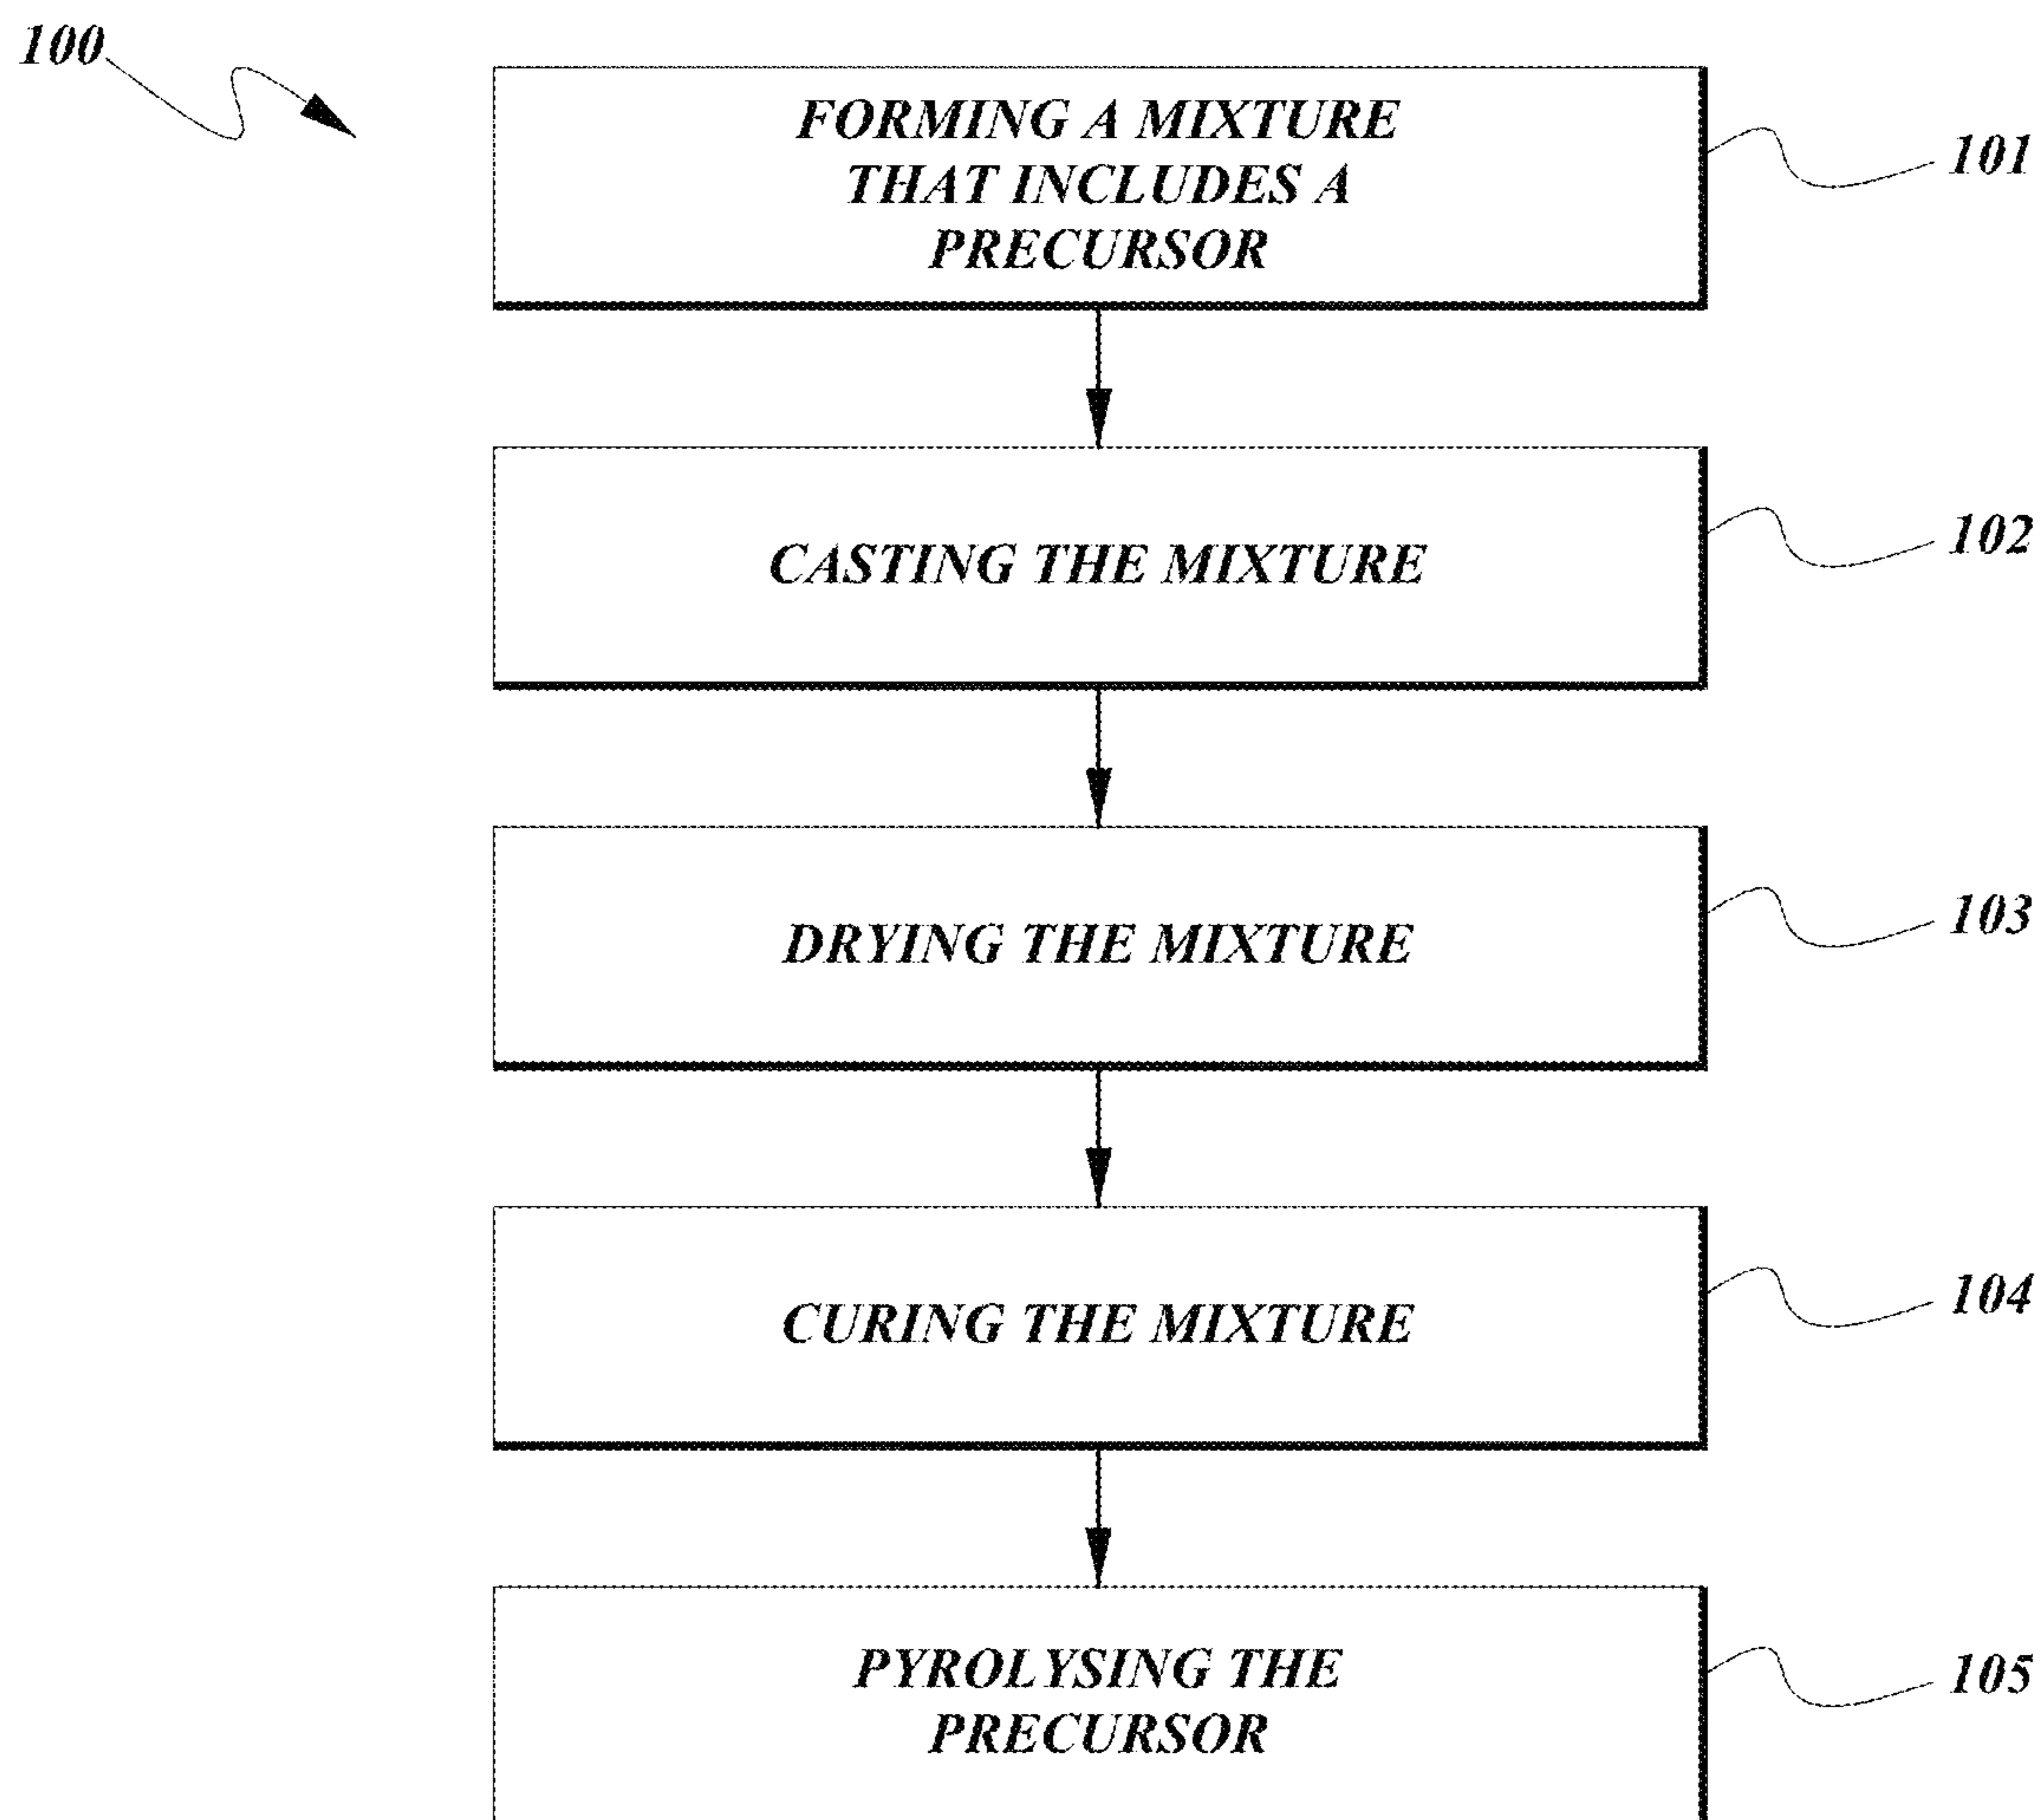 100
FORMING A MIXTURE
THAT INCLUDES A
PRECURSOR
101
CASTING THE MIXTURE
102
DRYING THE MIXTURE
103
CURING THE MIXTURE
104
PYROLYSING THE
PRECURSOR
105